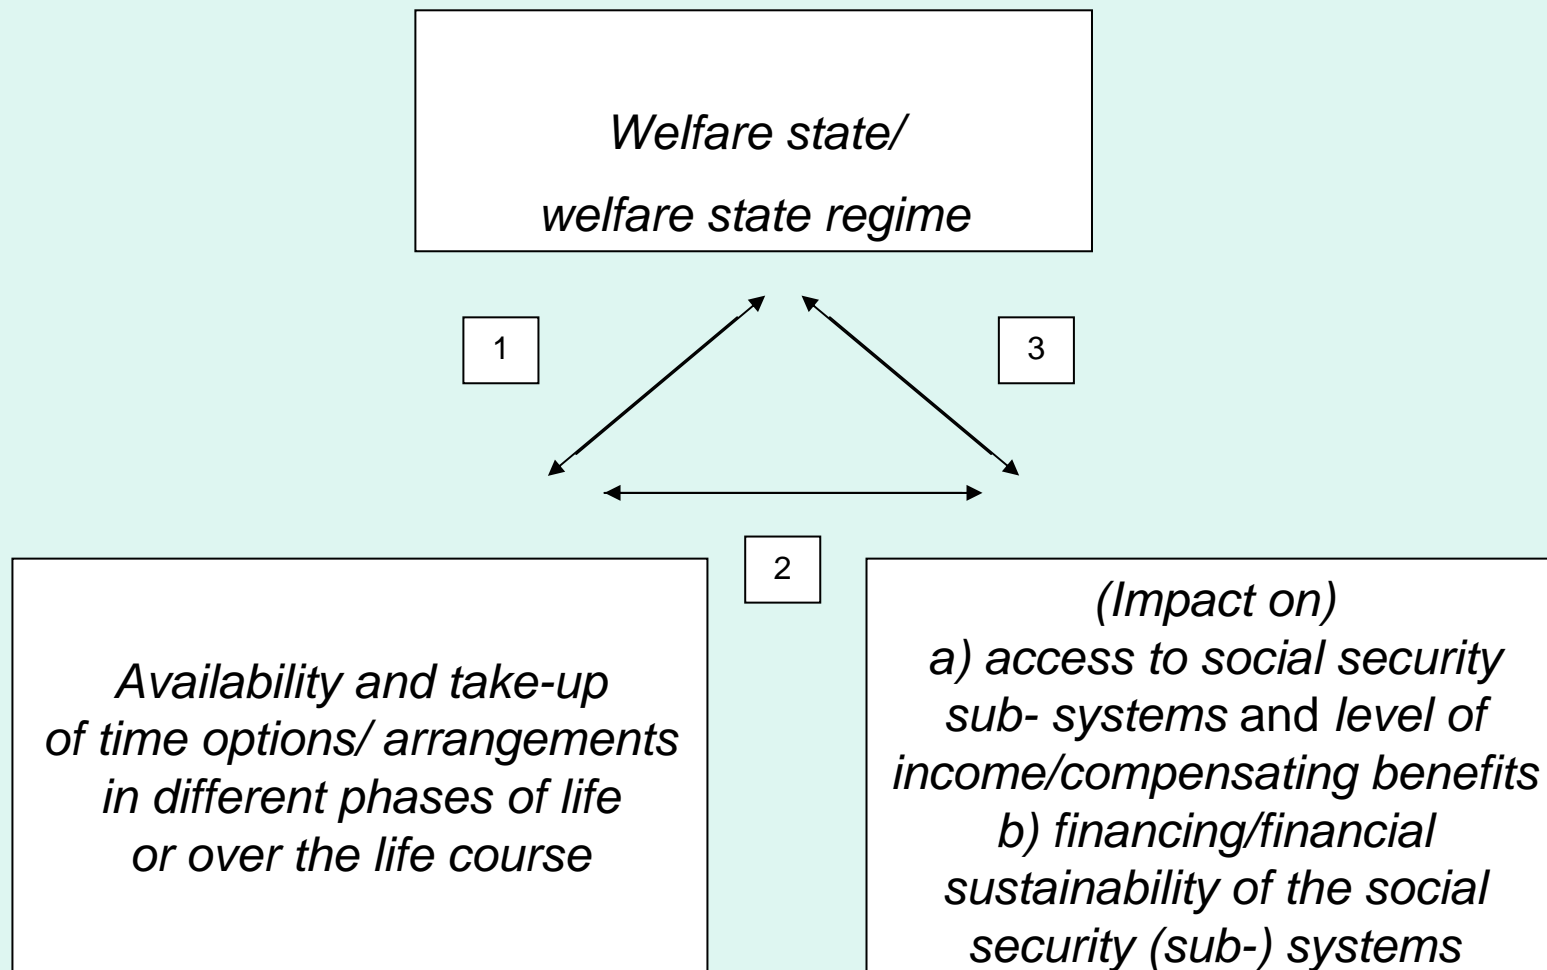 Welfare state/
welfare state regime
1
3
2
Availability and take-up
of time options/ arrangements
in different phases of life
or over the life course
(Impact on)
a) access to social security
sub- systems and level of
income/compensating benefits
b) financing/financial
sustainability of the social
security (sub-) systems